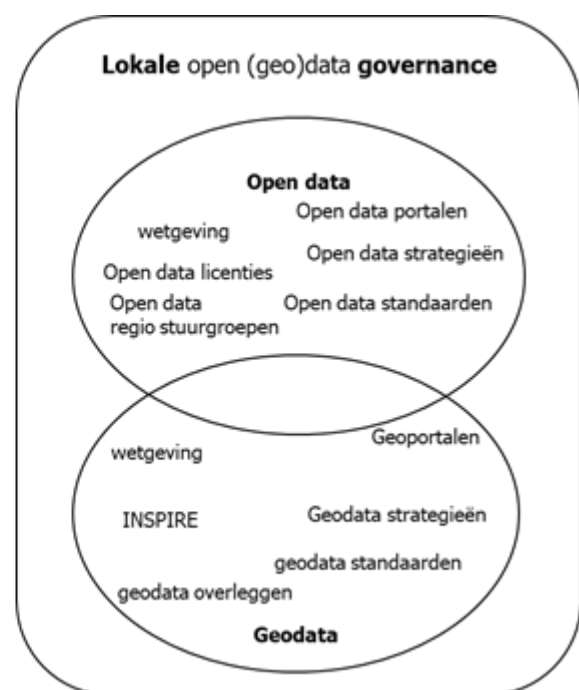 Lokale open (geo)data governance
Open data
Open data portalen
wetgeving
Open data strategieën
Open data licenties
Open data
regio stuurgroepen
Open data standaarden
Geoportalen
wetgeving
INSPIRE
Geodata strategieën
geodata standaarden
geodata overleggen
Geodata